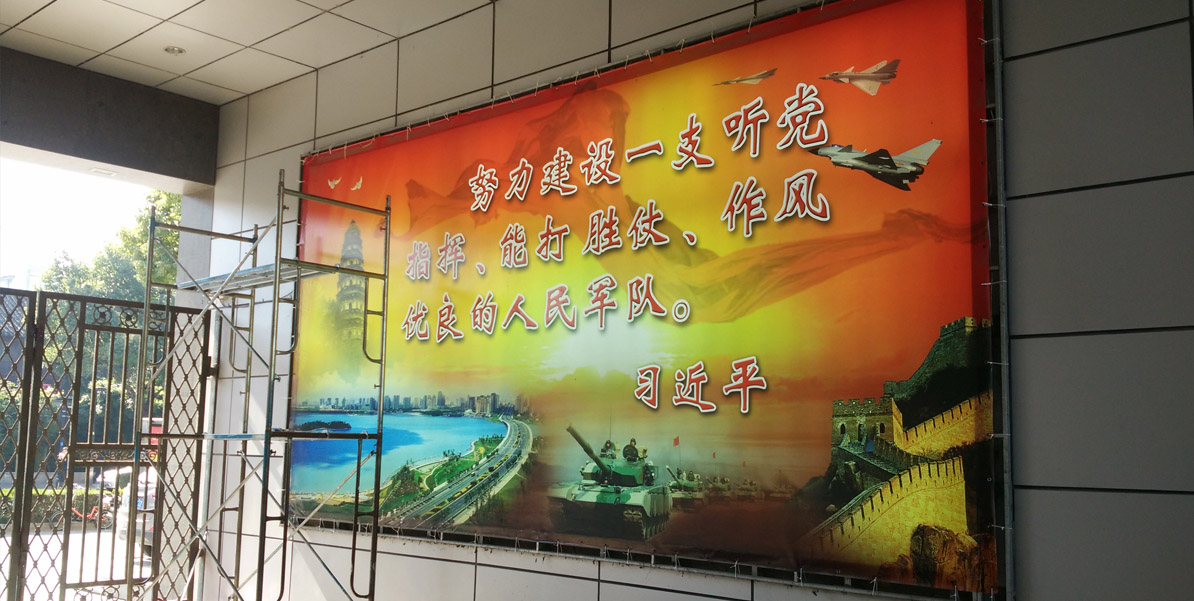 努力建设一支听党
指挥、能打胜仗、作风
优良的人民军队。
习近平